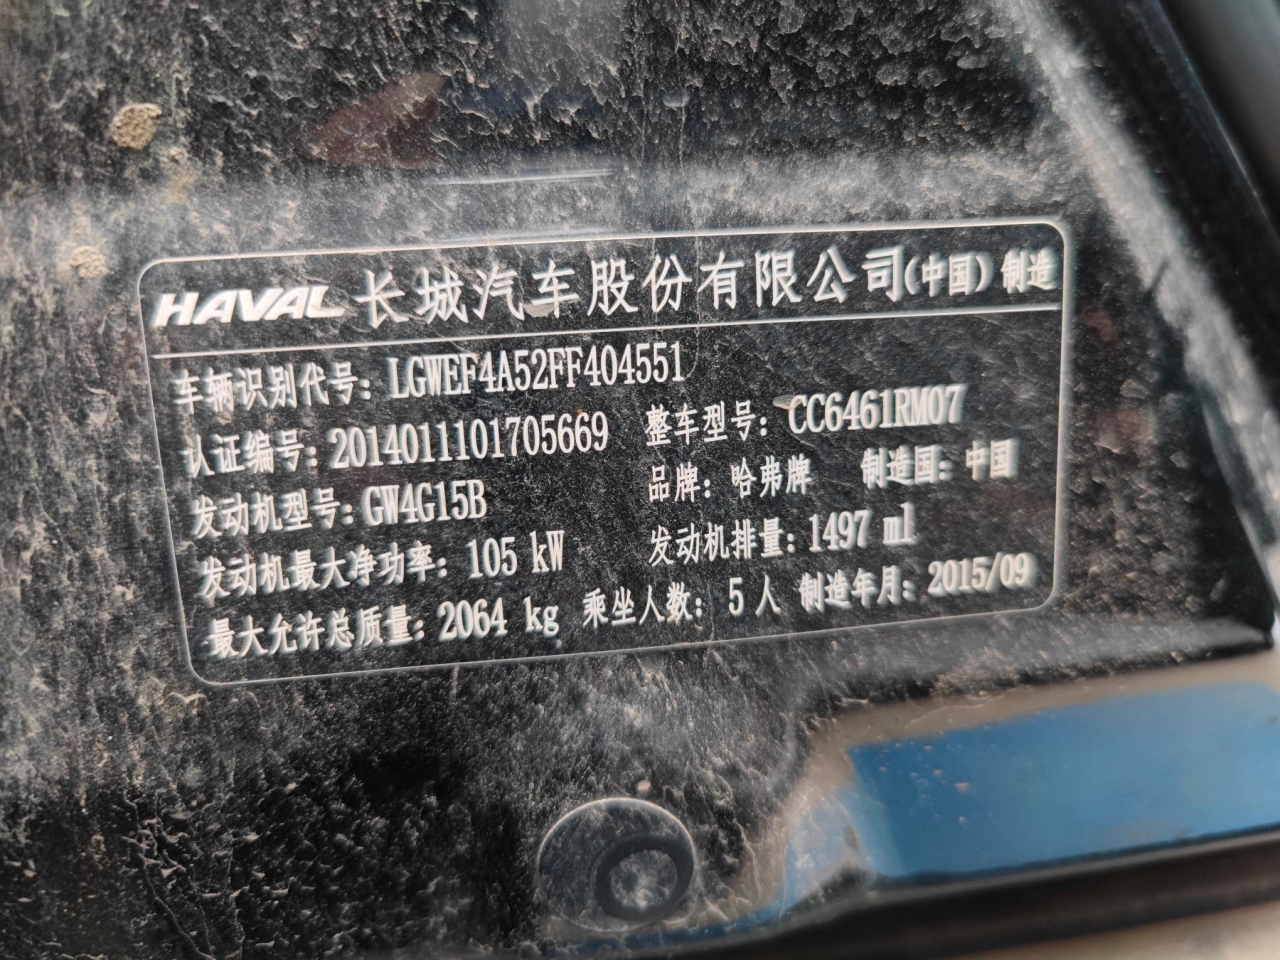 HAVAL 长城汽车股份有限公司(中国)制造
车辆识别代号: LGWEF4A52FF404551
认证编号: 2014011101705669 整车型号: CC6461RM07
发动机型号: GW4G15B 品牌: 哈弗牌 制造国: 中国
发动机最大净功率: 105 kW 发动机排量: 1497 ml
最大允许总质量: 2064 kg 乘坐人数: 5 人 制造年月: 2015/09